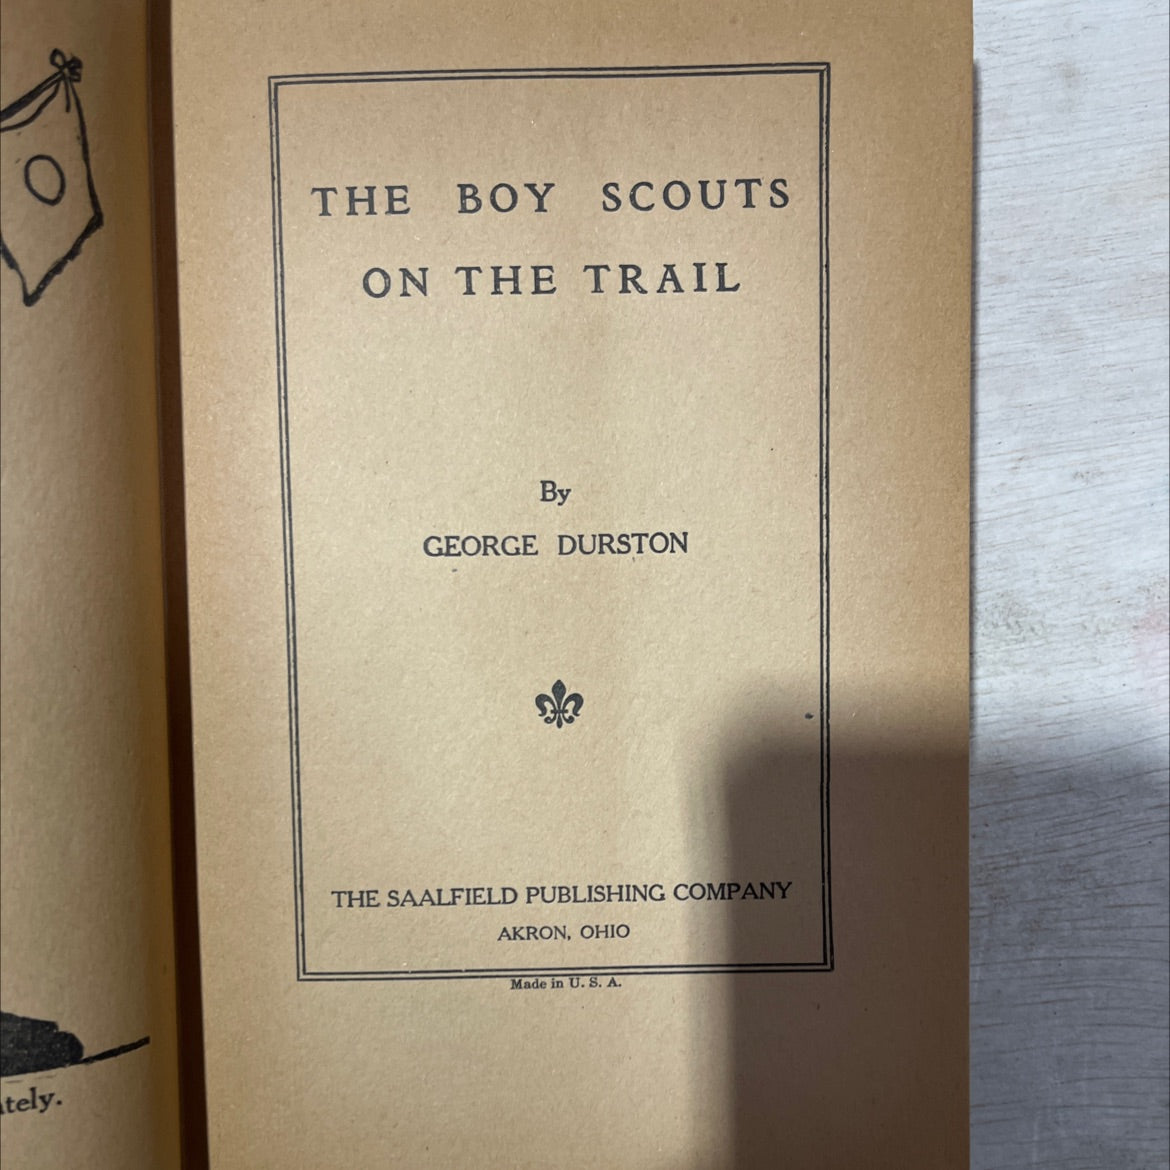 THE BOY SCOUTS
ON THE TRAIL
By
GEORGE DURSTON
THE SAALFIELD PUBLISHING COMPANY
AKRON, OHIO
Made in U. S. A.
tely.